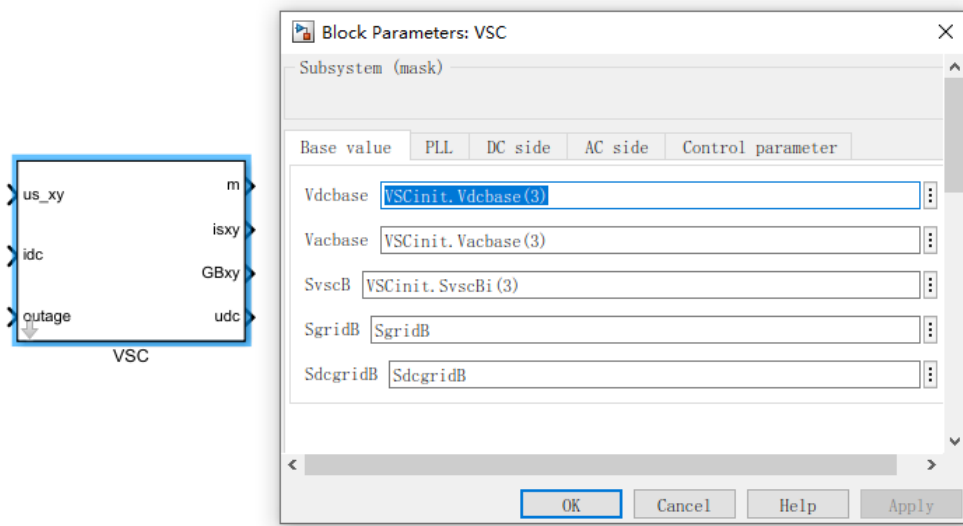 Block Parameters: VSC
Subsystem (mask)
Base value PLL DC side AC side Control parameter
Vdcbase VSCinit.Vdcbase(3)
Vacbase VSCinit.Vacbase(3)
SvscB VSCinit.SvscBi(3)
SgridB SgridB
SdcgridB SdcgridB
OK Cancel Help Apply
us_xy m
isxy
idc
GBxy
outage udc
VSC